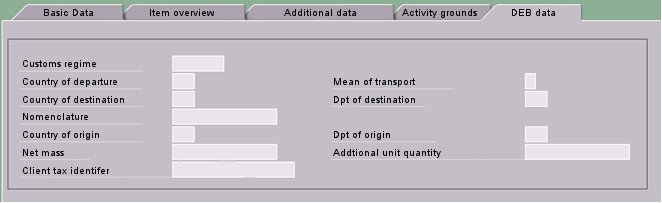 Basic Data Item overview Additional data Activity grounds DEB data
Customs regime
Country of departure Mean of transport
Country of destination Dpt of destination
Nomenclature
Country of origin Dpt of origin
Net mass Addtional unit quantity
Client tax identifer